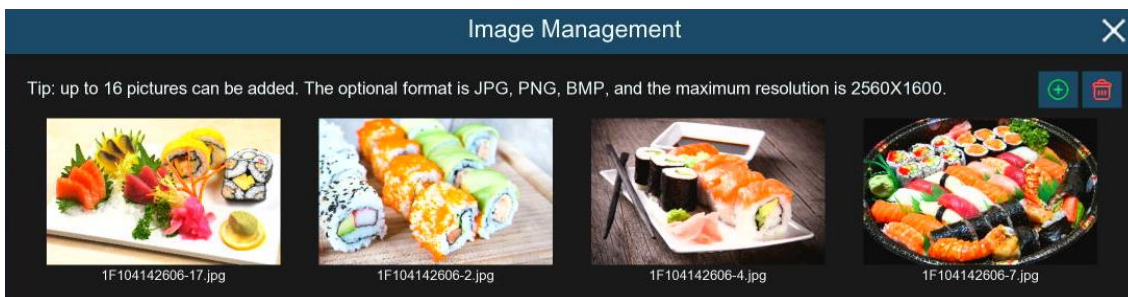 Image Management
Tip: up to 16 pictures can be added. The optional format is JPG, PNG, BMP, and the maximum resolution is 2560X1600.
1F104142606-17.jpg
1F104142606-2.jpg
1F104142606-4.jpg
1F104142606-7.jpg